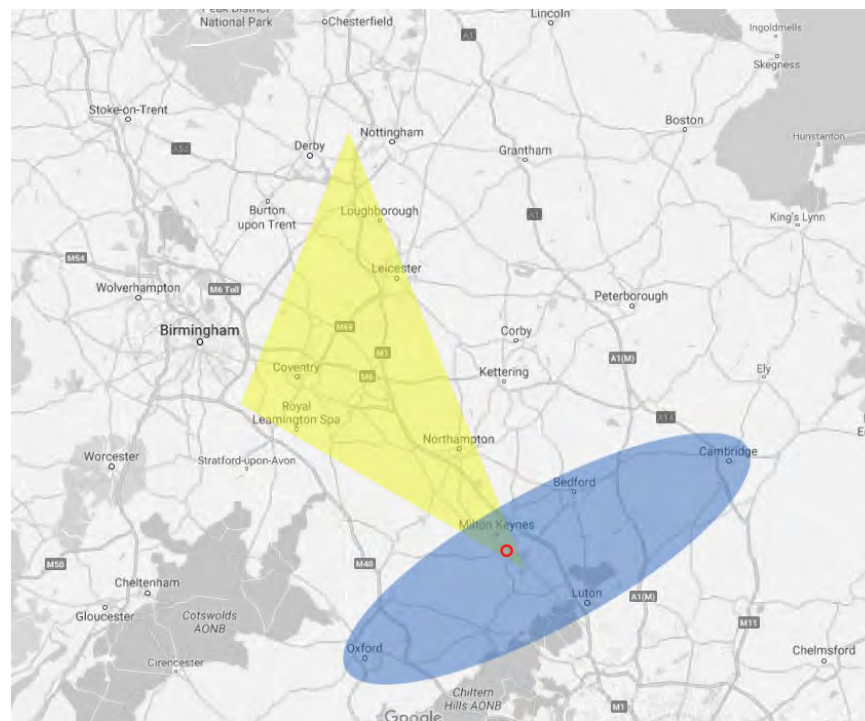 Peak District
National Park
Chesterfield
Lincoln
Ingoldmells
Skegness
A1
Stoke-on-Trent
Boston
Derby
Nottingham
Hunstanton
Grantham
Burton
upon Trent
Loughborough
A1
King's Lynn
M54
Leicester
M6 Toll
Wolverhampton
Peterborough
Birmingham
M69
Corby
M1
A1(M)
Ely
Coventry
M6
Kettering
Royal
Leamington Spa
A14
Northampton
Worcester
Stratford-upon-Avon
Cambridge
Bedford
Milton Keynes
M50
M40
Cheltenham
Luton
A1(M)
Gloucester
Cotswolds
AONB
M11
Oxford
Chelmsford
Cirencester
Chiltern
Hills AONB
M1
Google